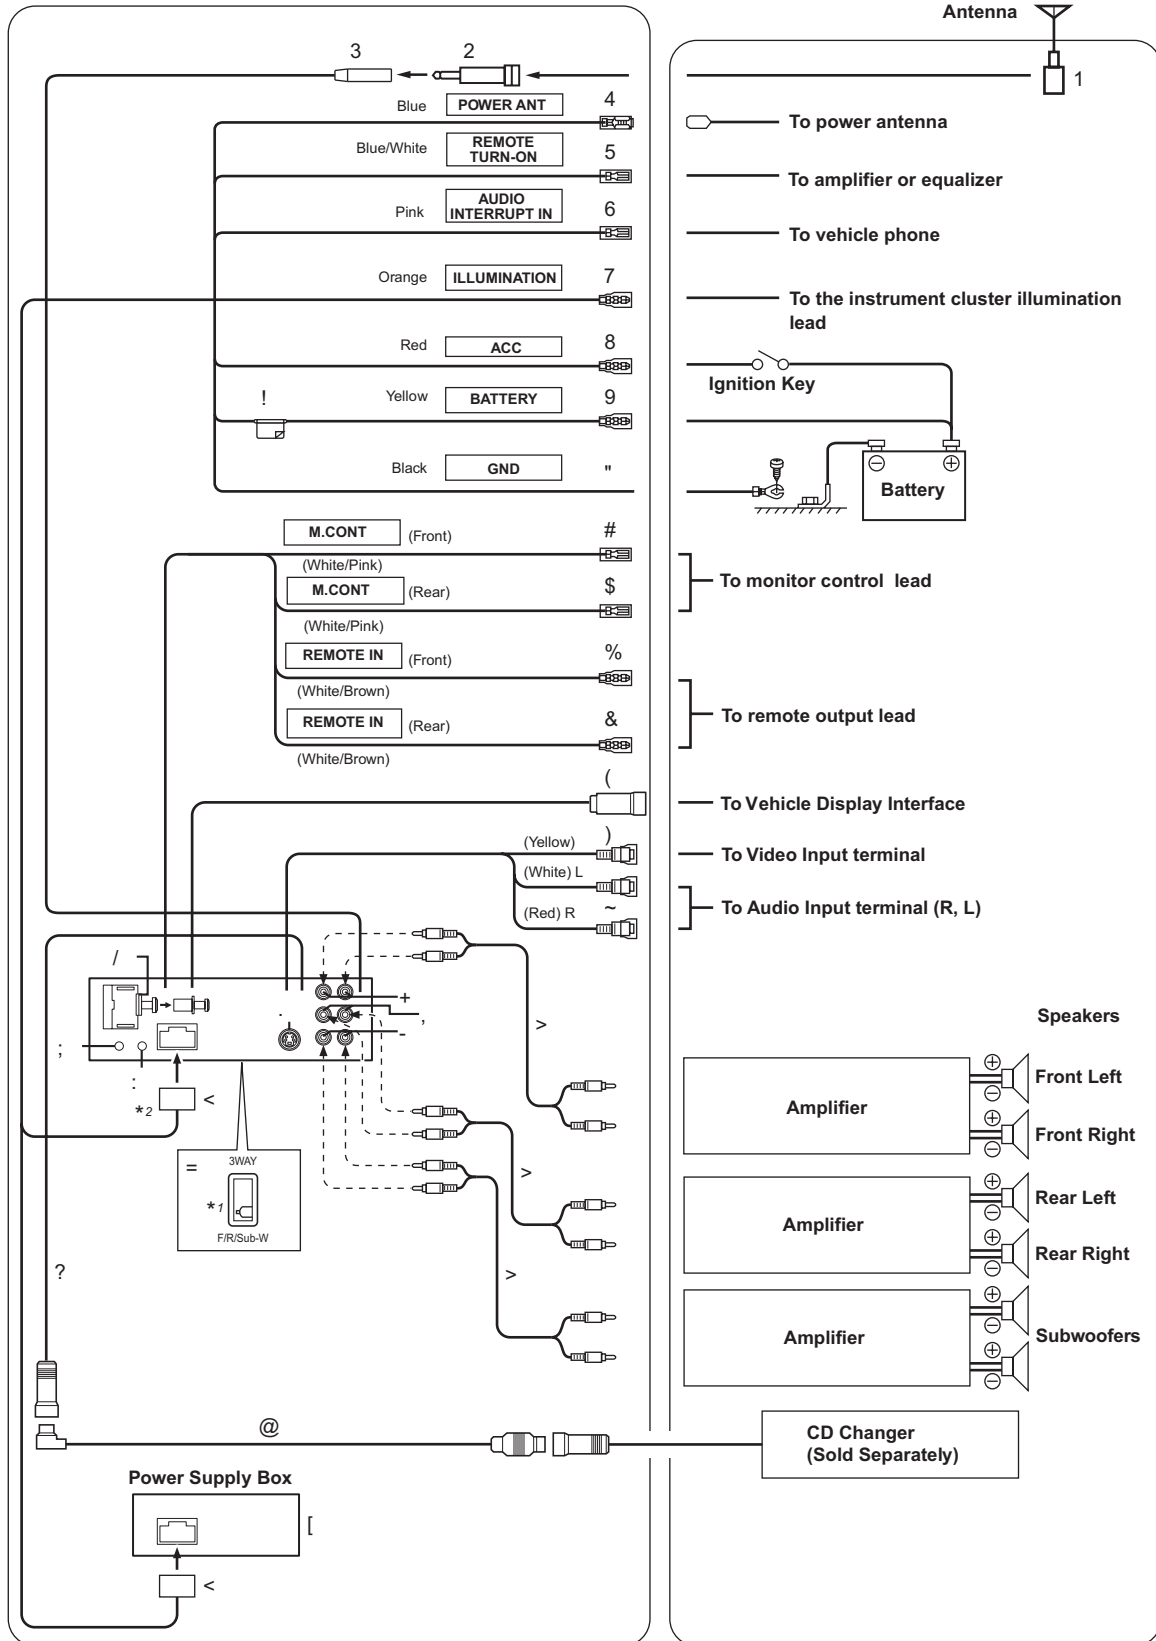 Antenna
3
2
1
Blue
POWER ANT
4
To power antenna
Blue/White
REMOTE
TURN-ON
5
To amplifier or equalizer
Pink
AUDIO
INTERRUPT IN
6
To vehicle phone
Orange
ILLUMINATION
7
To the instrument cluster illumination
lead
Red
ACC
8
Ignition Key
!
Yellow
BATTERY
9
Black
GND
"
Battery
M.CONT
(Front)
#
(White/Pink)
M.CONT
(Rear)
$
To monitor control lead
(White/Pink)
REMOTE IN
(Front)
%
(White/Brown)
REMOTE IN
(Rear)
&
To remote output lead
(White/Brown)
(
To Vehicle Display Interface
(Yellow)
)
To Video Input terminal
(White) L
(Red) R
~
To Audio Input terminal (R, L)
/
+
.
,
-
;
:
>
*2
<
Speakers
Amplifier
Front Left
Front Right
=
3WAY
*1
F/R/Sub-W
>
Amplifier
Rear Left
Rear Right
?
>
Amplifier
Subwoofers
@
CD Changer
(Sold Separately)
Power Supply Box
[
<